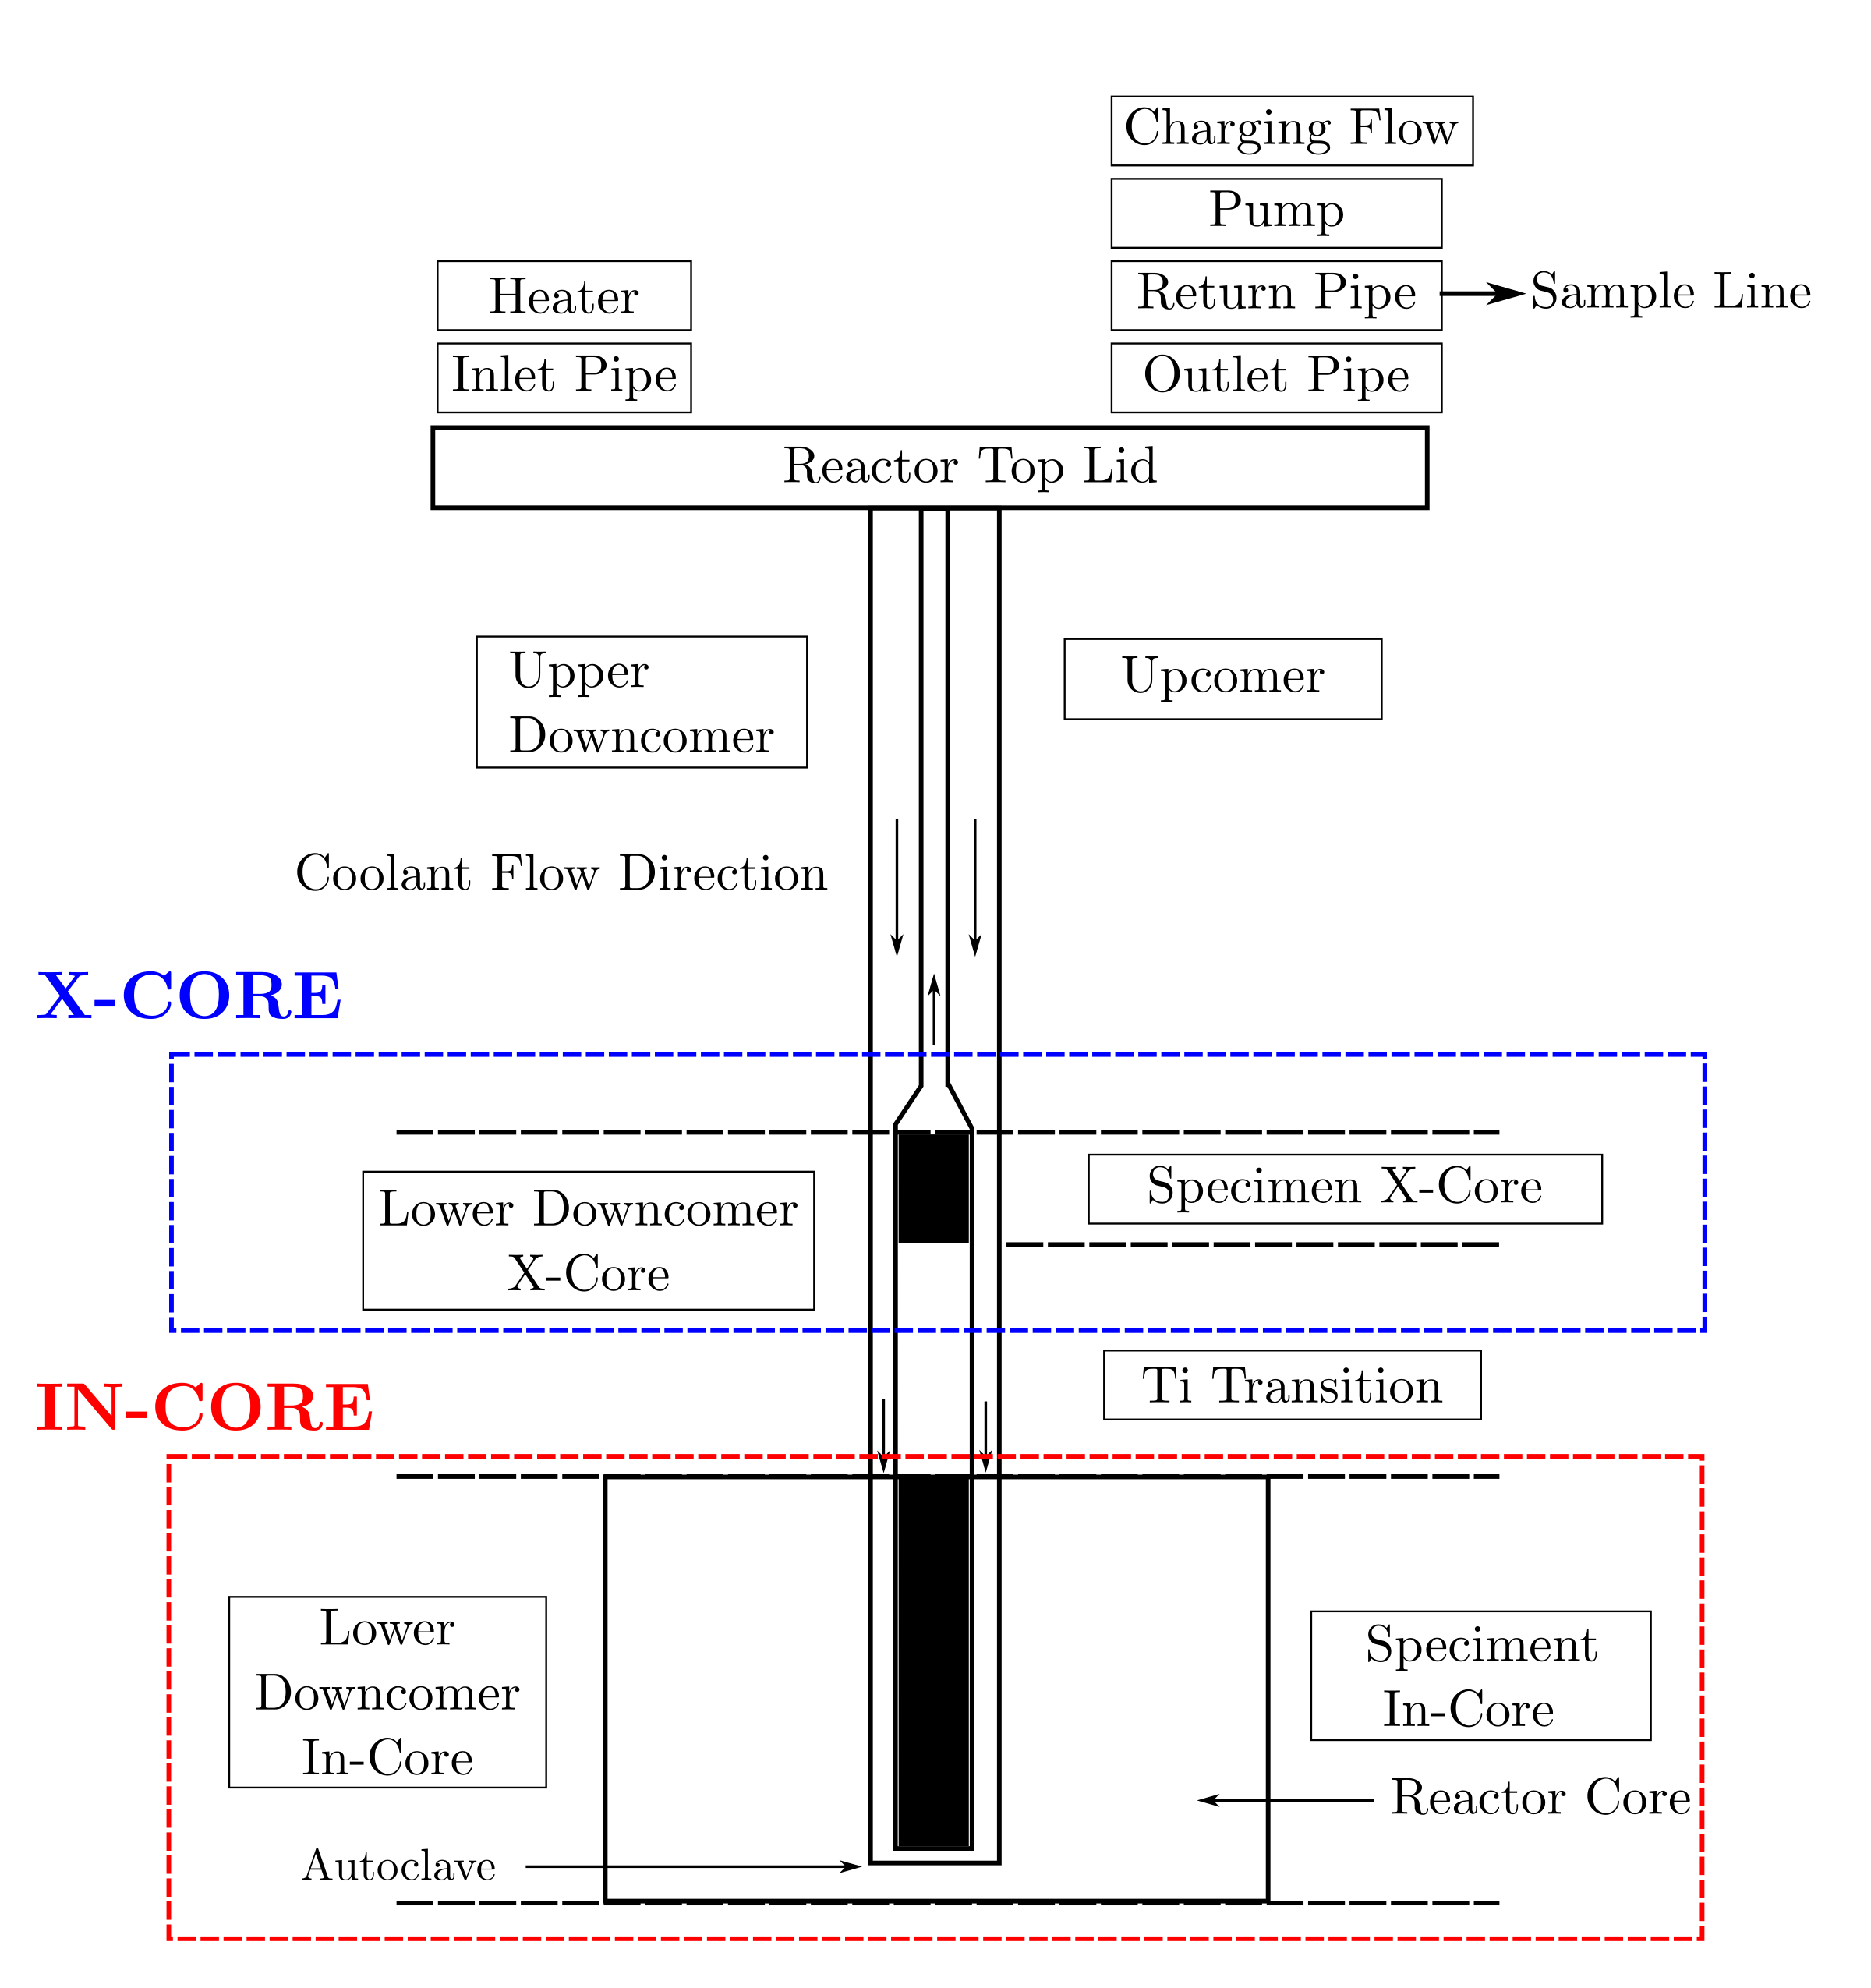 Charging Flow
Pump
Heater
Return Pipe
Sample Line
Inlet Pipe
Outlet Pipe
Reactor Top Lid
Upper
Downcomer
Upcomer
Coolant Flow Direction
X-CORE
Specimen X-Core
Lower Downcomer
X-Core
Ti Transition
IN-CORE
Lower
Downcomer
In-Core
Speciment
In-Core
Reactor Core
Autoclave